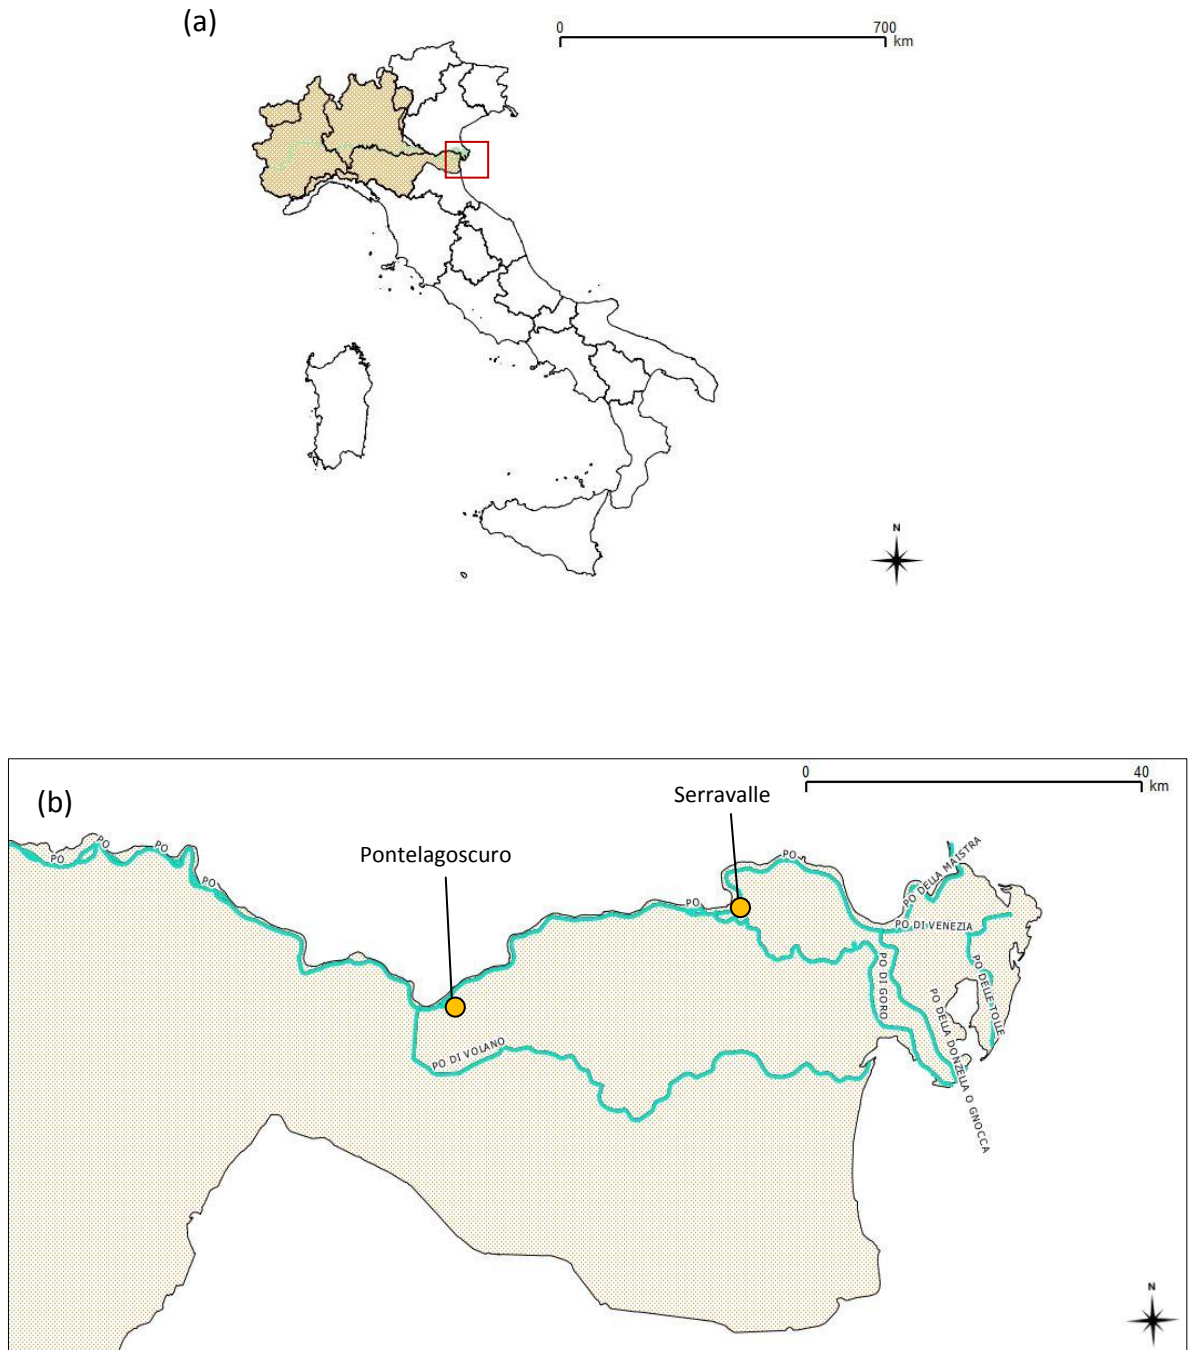 (a)
0
700
km
N
(b)
0
40
km
Serravalle
Pontelagoscuro
PO
PO
PO
PO
PO
PO
PO DELLA MAISTRA
PO DI VENEZIA
PO DI GORO
PO DELLE TOLLE
PO DELLA DONZELLA O GNOCCA
PO DI VOLANO
N